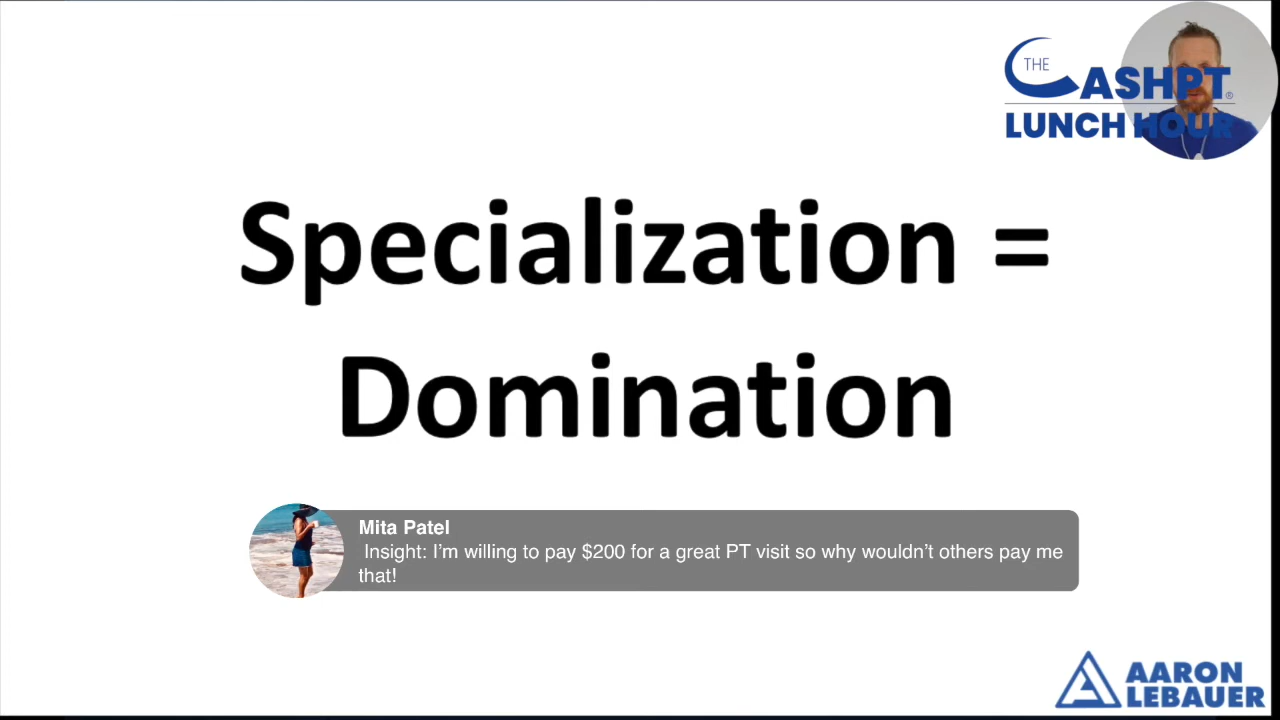 THE
CASHPT®
LUNCH HOUR
Specialization =
Domination
Mita Patel
Insight: I'm willing to pay $200 for a great PT visit so why wouldn't others pay me
that!
AARON
LEBAUER